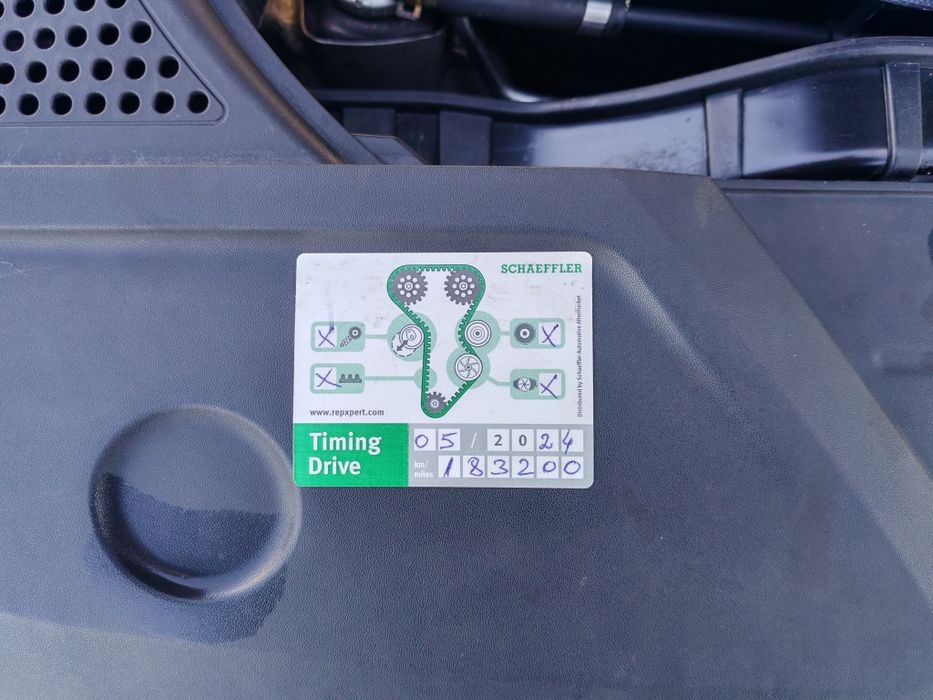 SCHAEFFLER
X
X
X
X
Distributed by Schaeffler Automotive Aftermarket
www.repxpert.com
Timing Drive
05/2024
km/miles 183200